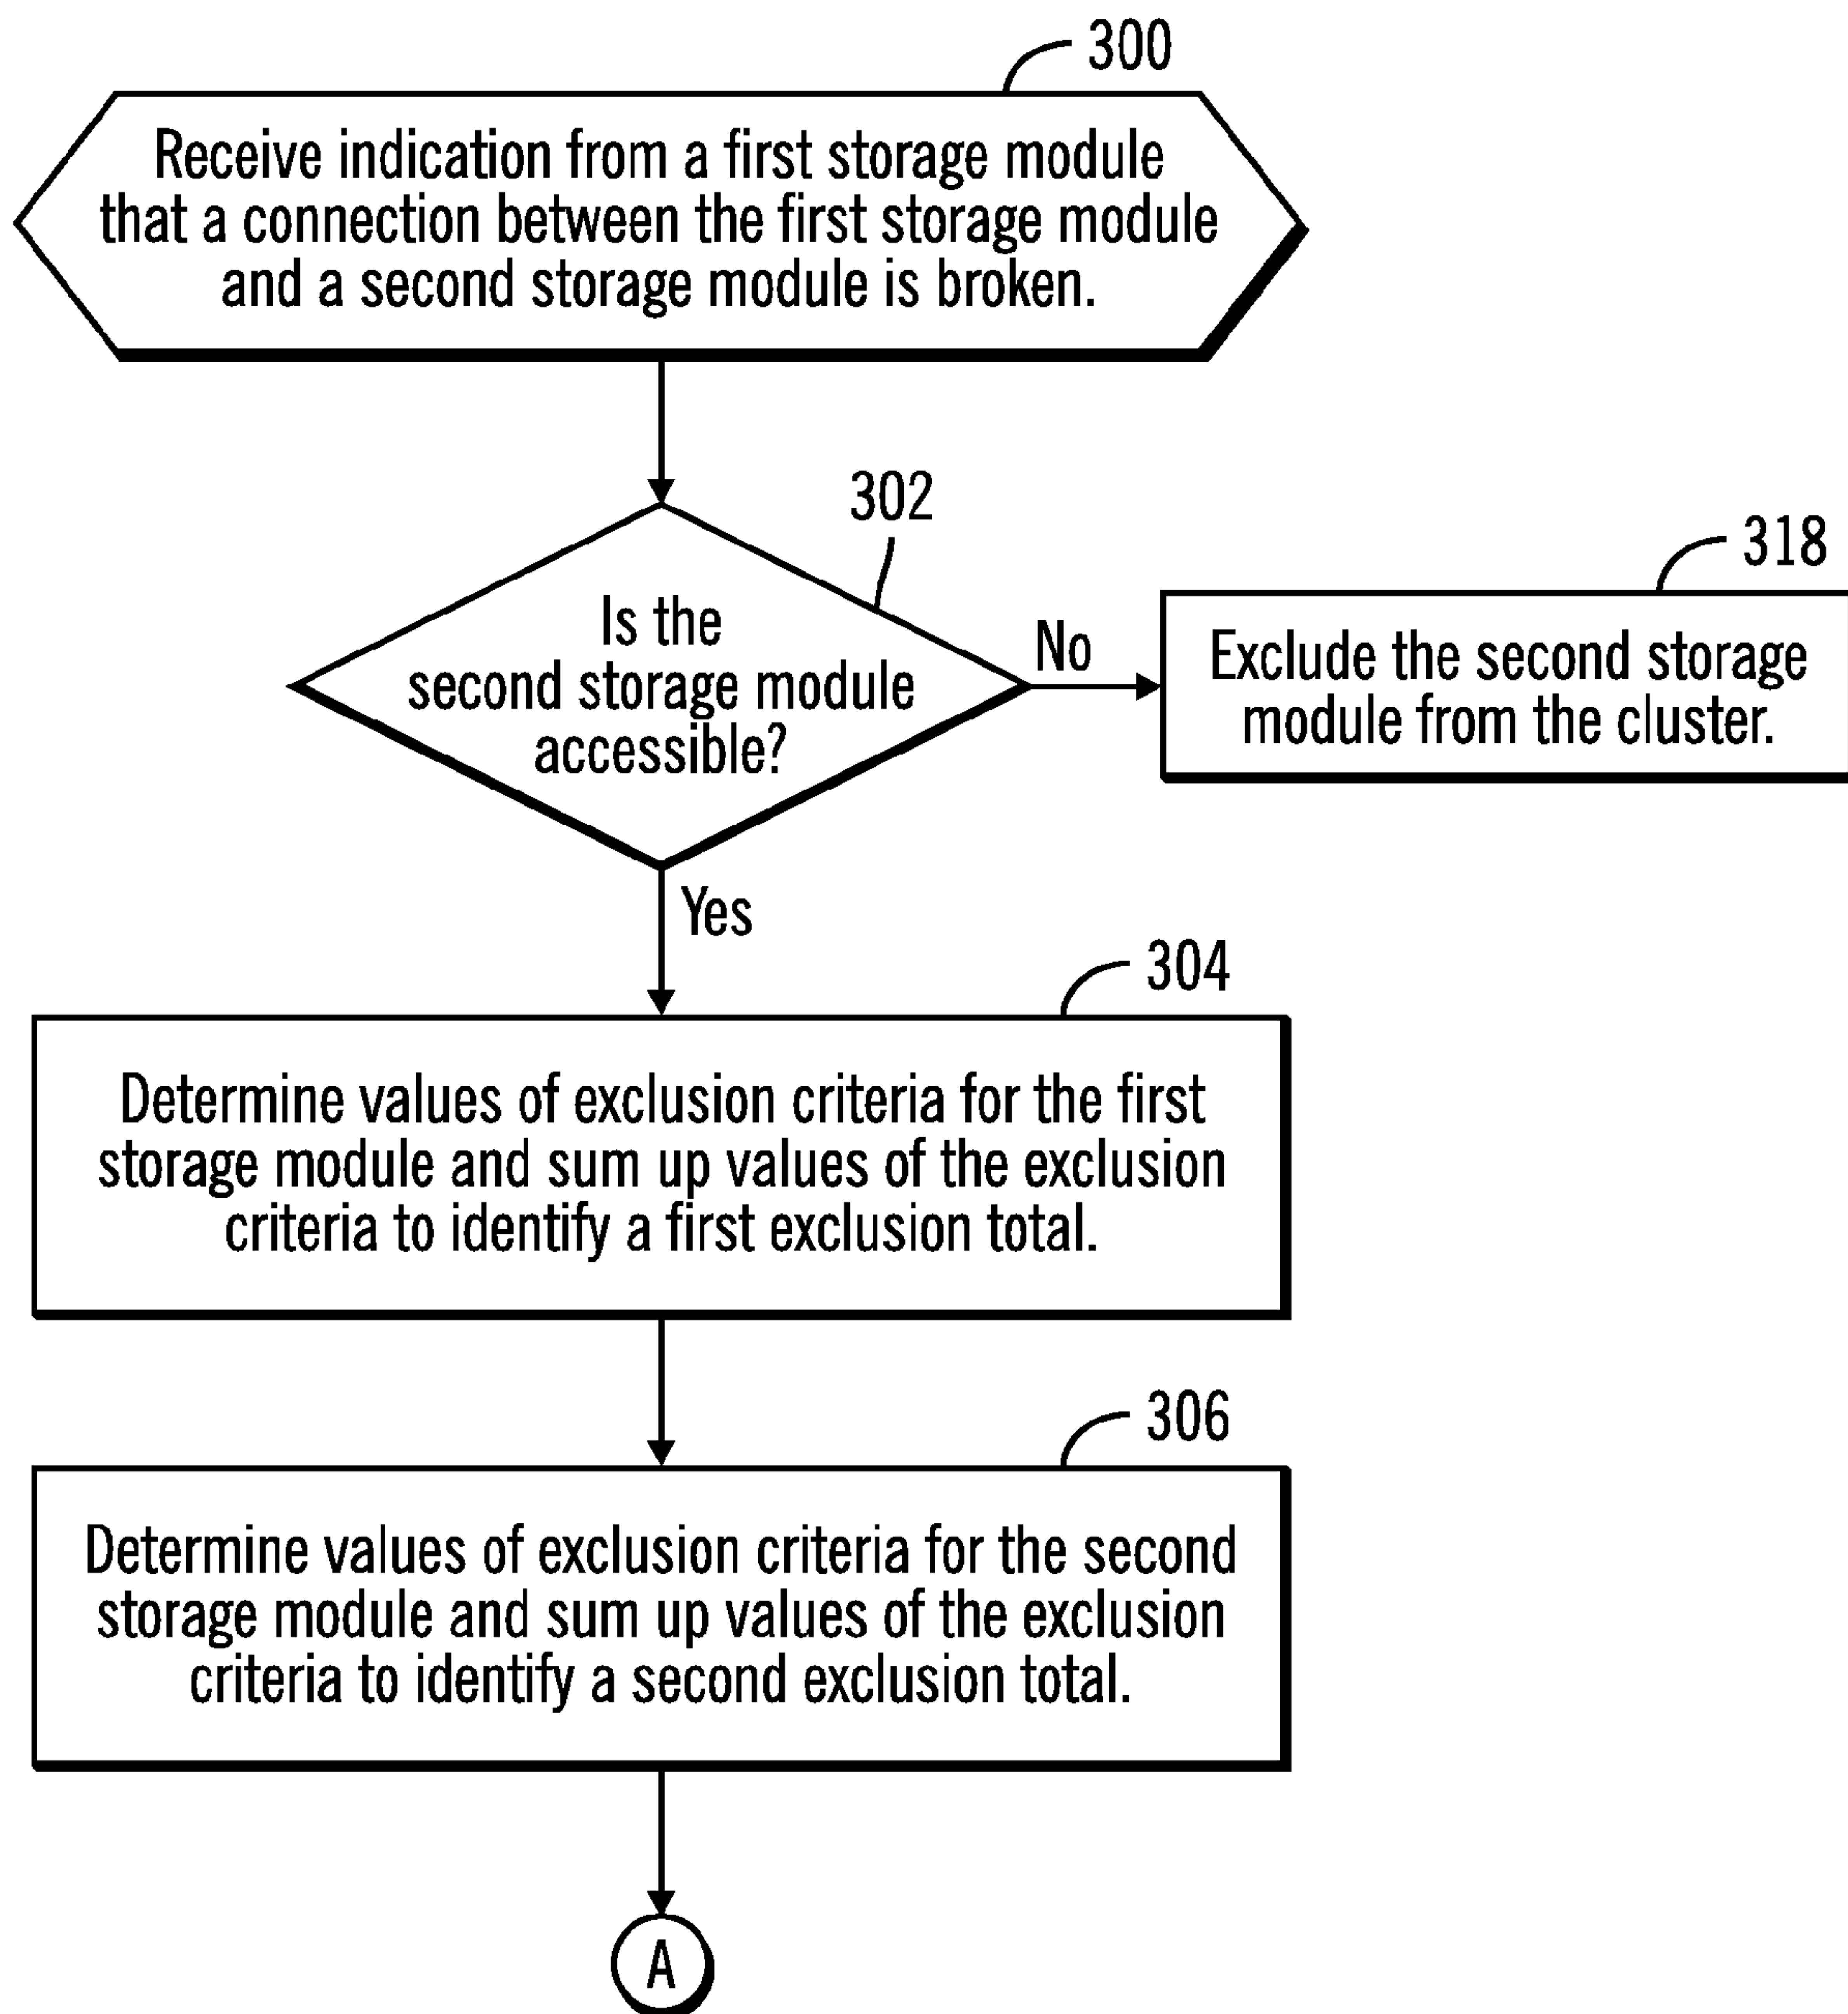 300
Receive indication from a first storage module
that a connection between the first storage module
and a second storage module is broken.
302
Is the
second storage module
accessible?
No
318
Exclude the second storage
module from the cluster.
Yes
304
Determine values of exclusion criteria for the first
storage module and sum up values of the exclusion
criteria to identify a first exclusion total.
306
Determine values of exclusion criteria for the second
storage module and sum up values of the exclusion
criteria to identify a second exclusion total.
A